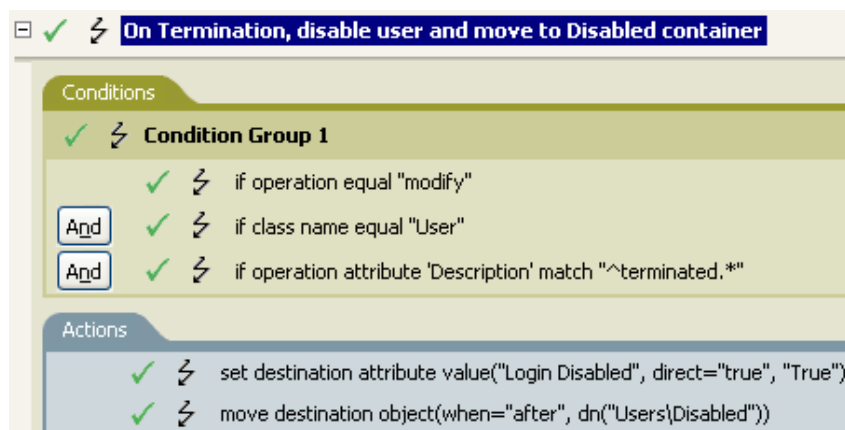 On Termination, disable user and move to Disabled container
Conditions
Condition Group 1
if operation equal "modify"
And if class name equal "User"
And if operation attribute 'Description' match "^terminated.*"
Actions
set destination attribute value("Login Disabled", direct="true", "True")
move destination object(when="after", dn("Users\Disabled"))